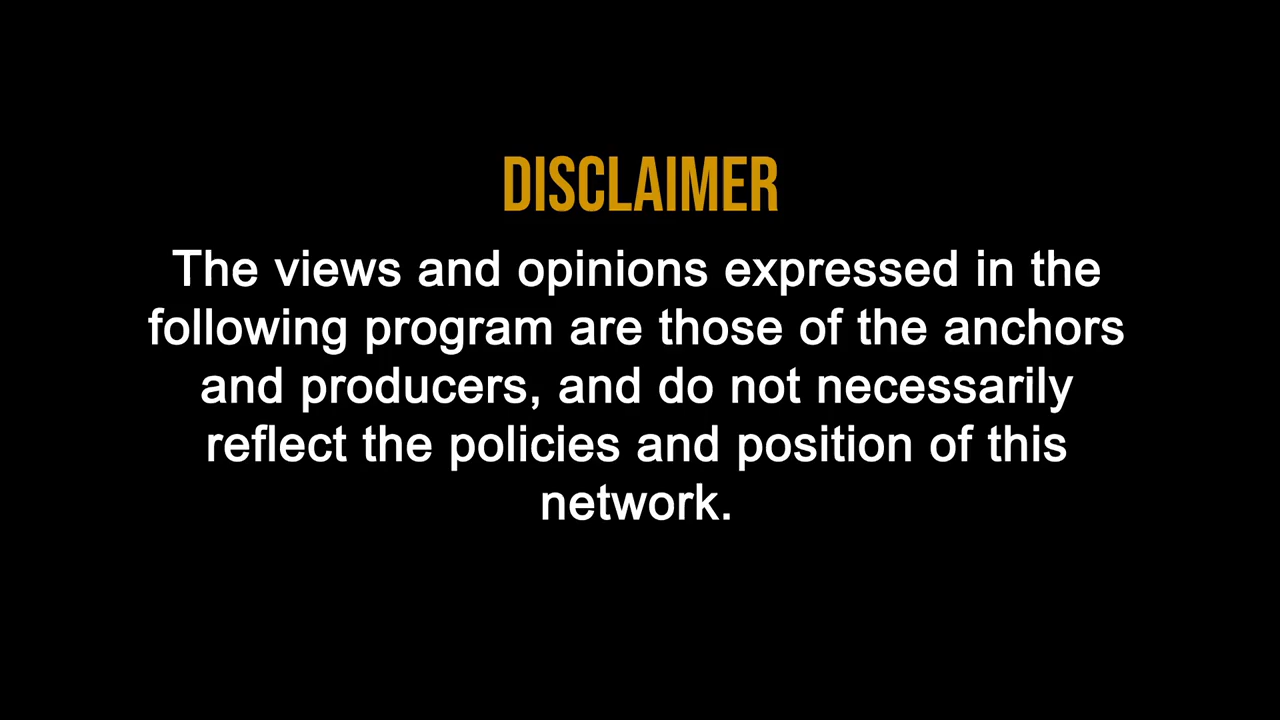 DISCLAIMER
The views and opinions expressed in the
following program are those of the anchors
and producers, and do not necessarily
reflect the policies and position of this
network.